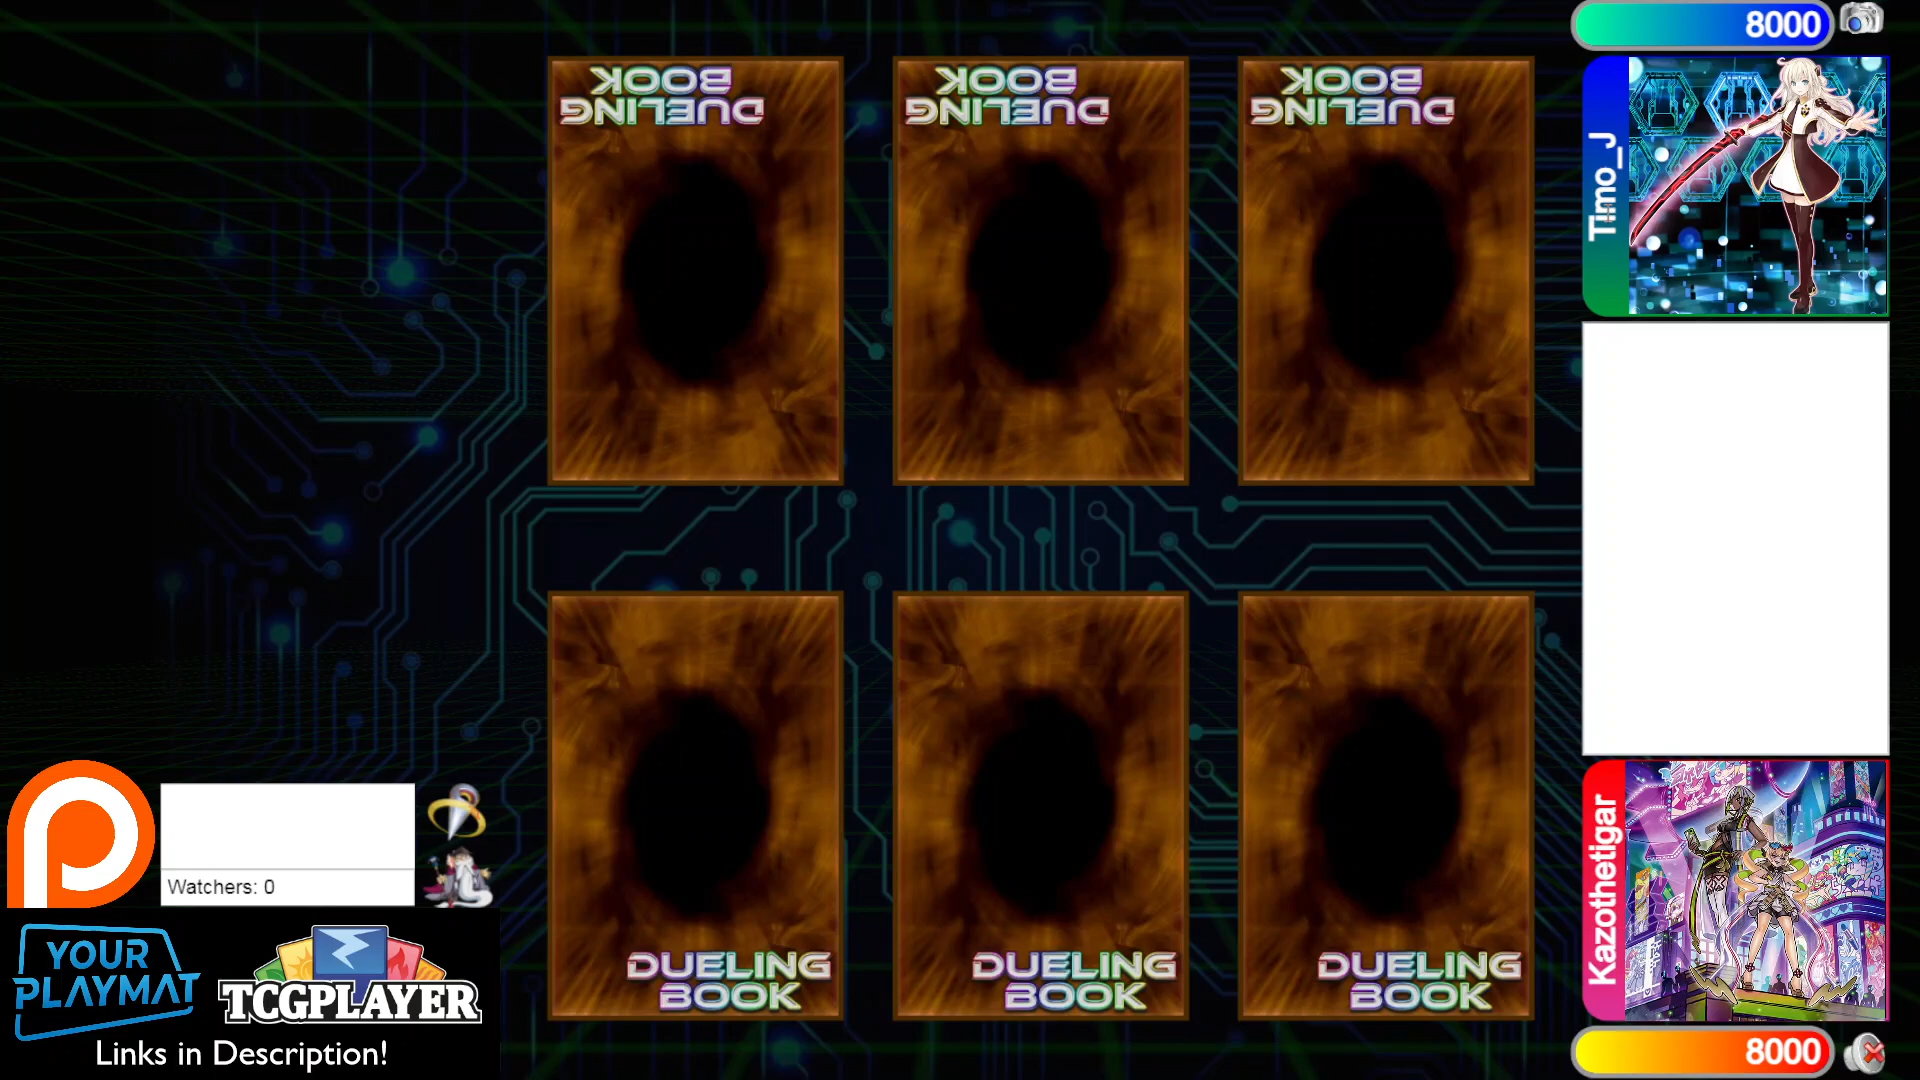 DUELING
BOOK
DUELING
BOOK
DUELING
BOOK
8000
Timo_J
Watchers: 0
DUELING
BOOK
DUELING
BOOK
DUELING
BOOK
Kazothetigar
8000
YOUR
PLAYMAT
TCGPLAYER
Links in Description!